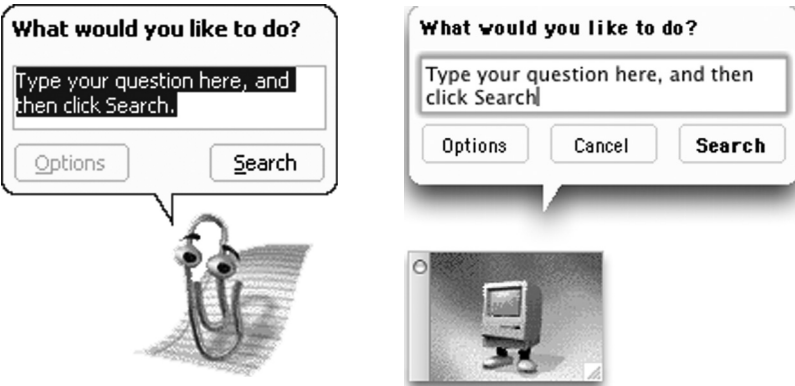 What would you like to do?
Type your question here, and
then click Search.
Options
Search
What would you like to do?
Type your question here, and then
click Search
Options
Cancel
Search